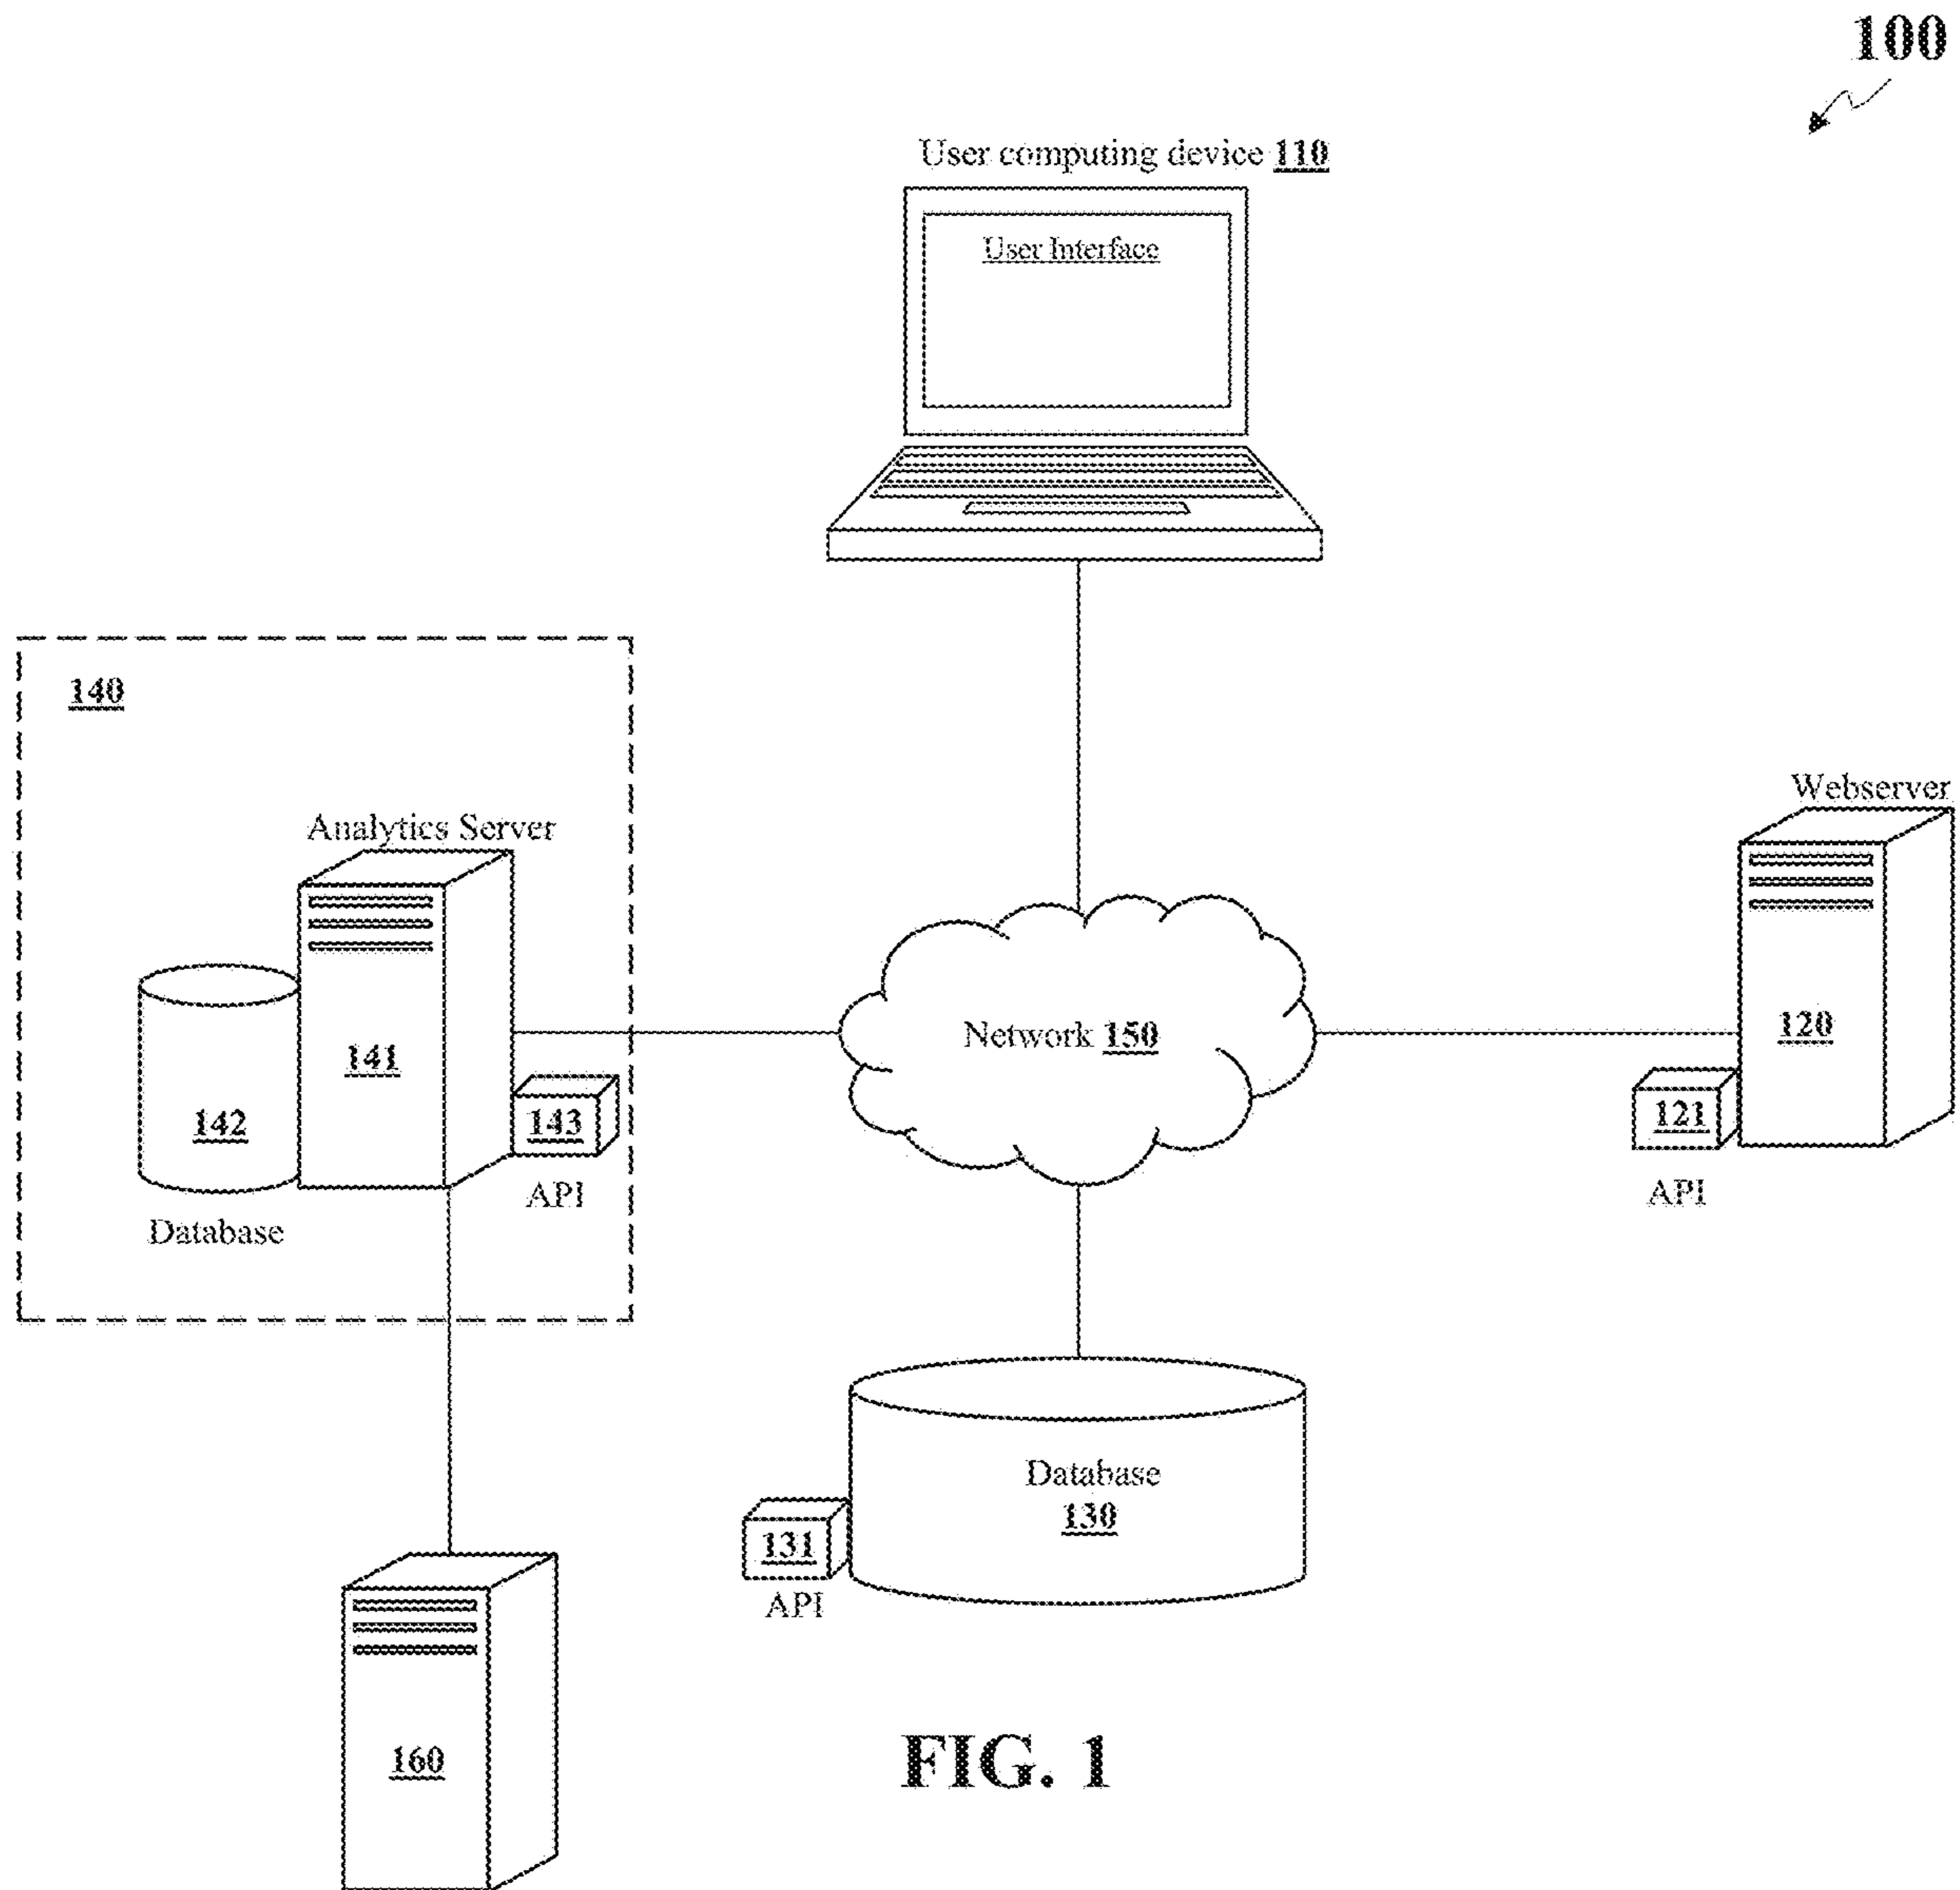 100
User computing device 110
User Interface
140
Webserver
Analytics Server
120
Network 150
141
121
142
143
API
API
Database
Database
130
131
API
FIG. 1
160